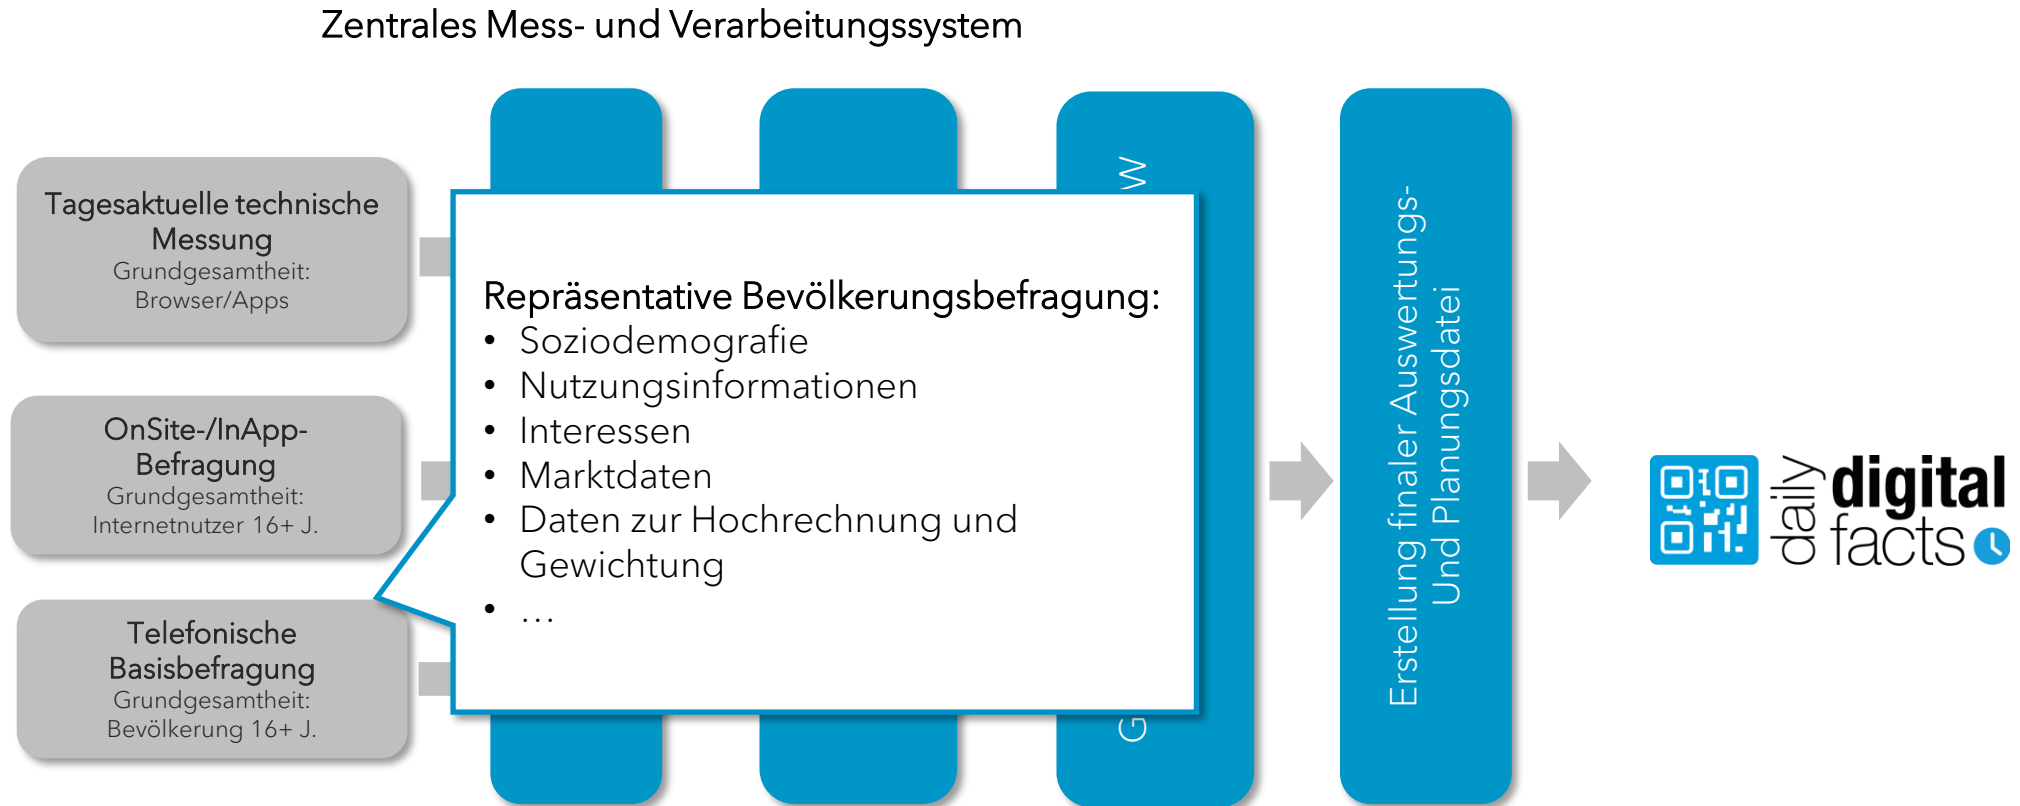 Zentrales Mess- und Verarbeitungssystem
Tagesaktuelle technische
Messung
Grundgesamtheit:
Browser/Apps
OnSite-/InApp-
Befragung
Grundgesamtheit:
Internetnutzer 16+ J.
Telefonische
Basisbefragung
Grundgesamtheit:
Bevölkerung 16+ J.
Repräsentative Bevölkerungsbefragung:
• Soziodemografie
• Nutzungsinformationen
• Interessen
• Marktdaten
• Daten zur Hochrechnung und
Gewichtung
• …
Erstellung finaler Auswertungs-
Und Planungsdatei
daily
digital
facts